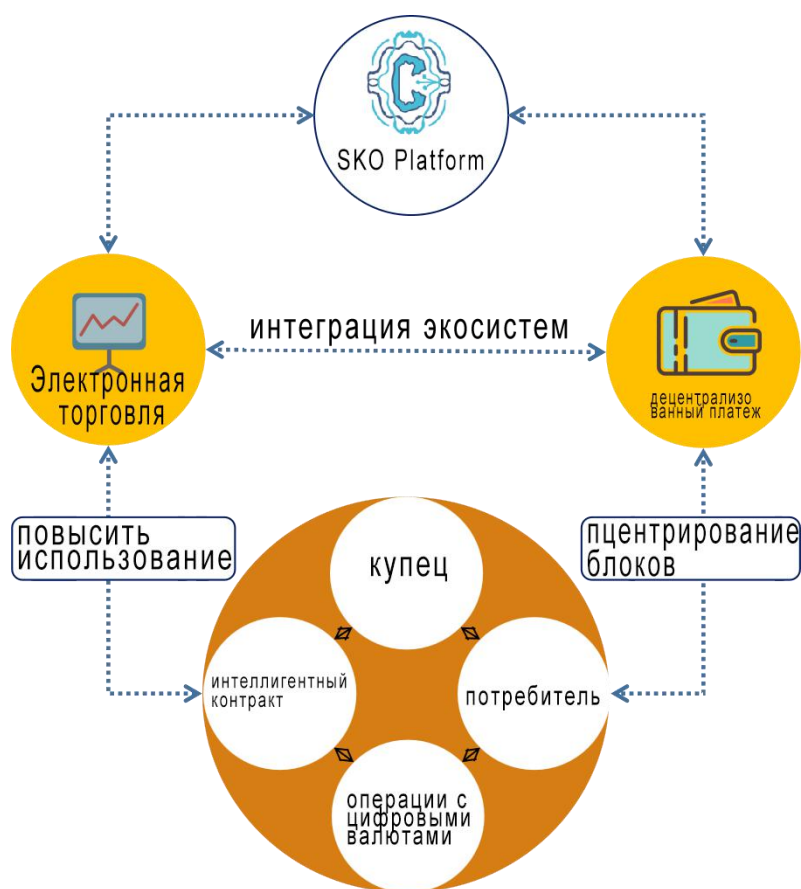 SKO Platform
интеграция экосистем
Электронная
торговля
децентрализо
ванный платеж
повысить
использование
пцентрирование
блоков
купец
интеллигентный
контракт
потребитель
операции с
цифровыми
валютами